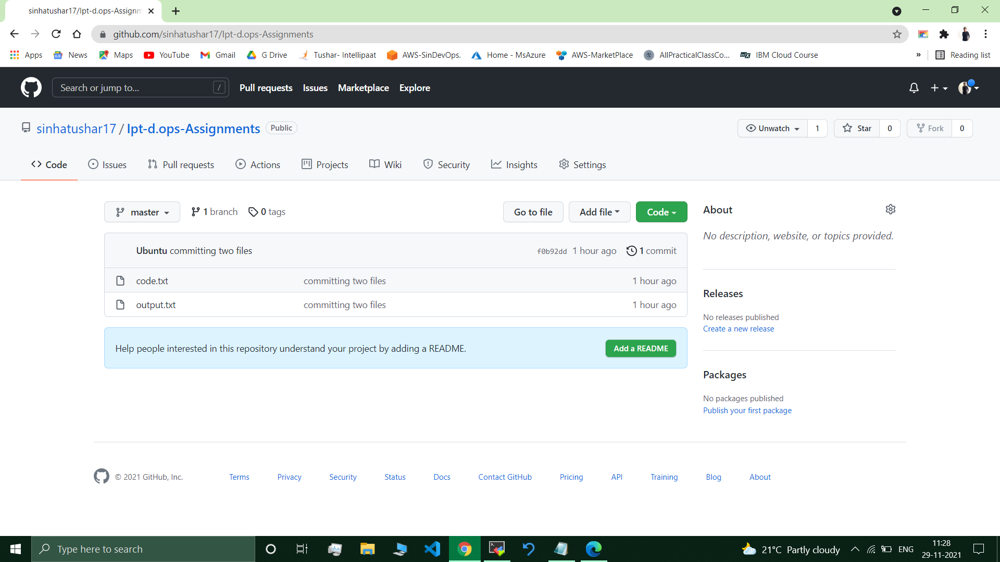 sinhatushar17/Ipt-d.ops-Assignm
github.com/sinhatushar17/Ipt-d.ops-Assignments
Apps News Maps YouTube Gmail G Drive Tushar- Intellipaat AWS-SinDevOps. Home - MsAzure AWS-MarketPlace AllPracticalClassCo... IBM Cloud Course » Reading list
Search or jump to... / Pull requests Issues Marketplace Explore
sinhatushar17 / Ipt-d.ops-Assignments Public Unwatch 1 Star 0 Fork 0
Code Issues Pull requests Actions Projects Wiki Security Insights Settings
master 1 branch 0 tags Go to file Add file Code
Ubuntu committing two files f0b92dd 1 hour ago 1 commit
code.txt committing two files 1 hour ago
output.txt committing two files 1 hour ago
Help people interested in this repository understand your project by adding a README. Add a README
About
No description, website, or topics provided.
Releases
No releases published
Create a new release
Packages
No packages published
Publish your first package
© 2021 GitHub, Inc. Terms Privacy Security Status Docs Contact GitHub Pricing API Training Blog About
Type here to search 21°C Partly cloudy ENG 11:28
29-11-2021